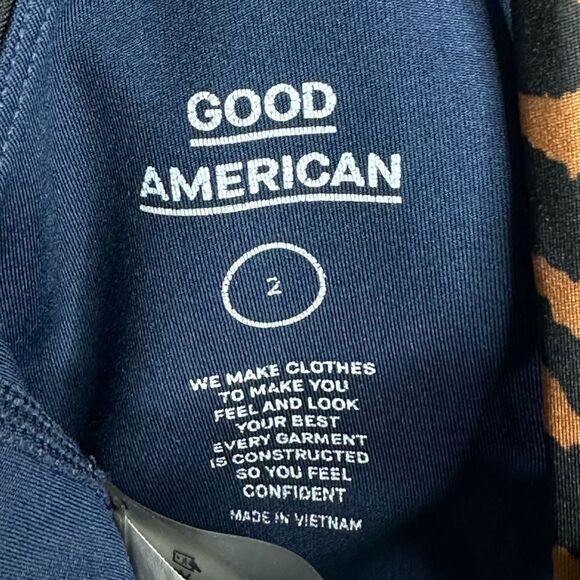 GOOD
AMERICAN
2
WE MAKE CLOTHES
TO MAKE YOU
FEEL AND LOOK
YOUR BEST
EVERY GARMENT
IS CONSTRUCTED
SO YOU FEEL
CONFIDENT
MADE IN VIETNAM